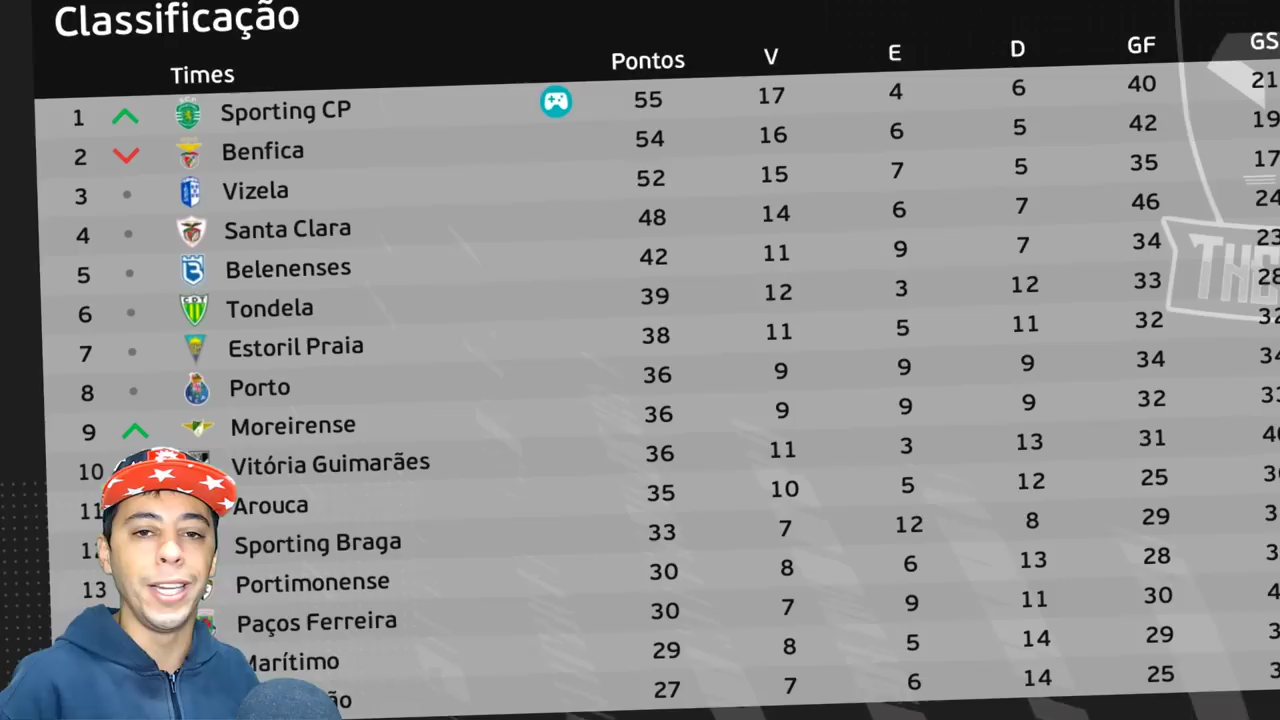 Classificação
Times Pontos V E D GF GS
1 Sporting CP 55 17 4 6 40 21
2 Benfica 54 16 6 5 42 19
3 Vizela 52 15 7 5 35 17
4 Santa Clara 48 14 6 7 46 24
5 Belenenses 42 11 9 7 34 23
6 Tondela 39 12 3 12 33 28
7 Estoril Praia 38 11 5 11 32 32
8 Porto 36 9 9 9 34
9 Moreirense 36 9 9 9 32
10 Vitória Guimarães 36 11 3 13 31
11 Arouca 35 10 5 12 25
Sporting Braga 33 7 12 8 29
13 Portimonense 30 8 6 13 28
Paços Ferreira 30 7 9 11 30
Marítimo 29 8 5 14 29
27 7 6 14 25